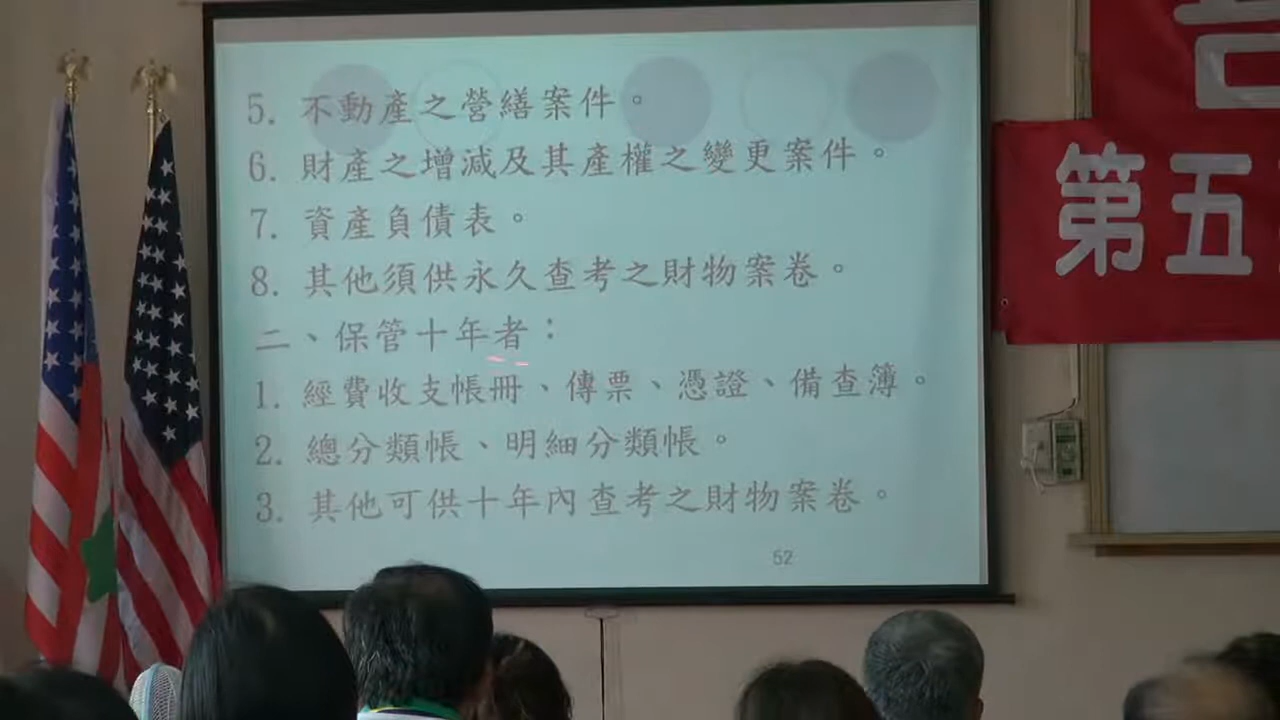 5. 不動產之營繕案件。
6. 財產之增減及其產權之變更案件。
7. 資產負債表。
8. 其他須供永久查考之財物案卷。
二、保管十年者：
1. 經費收支帳冊、傳票、憑證、備查簿。
2. 總分類帳、明細分類帳。
3. 其他可供十年內查考之財物案卷。
52
第五